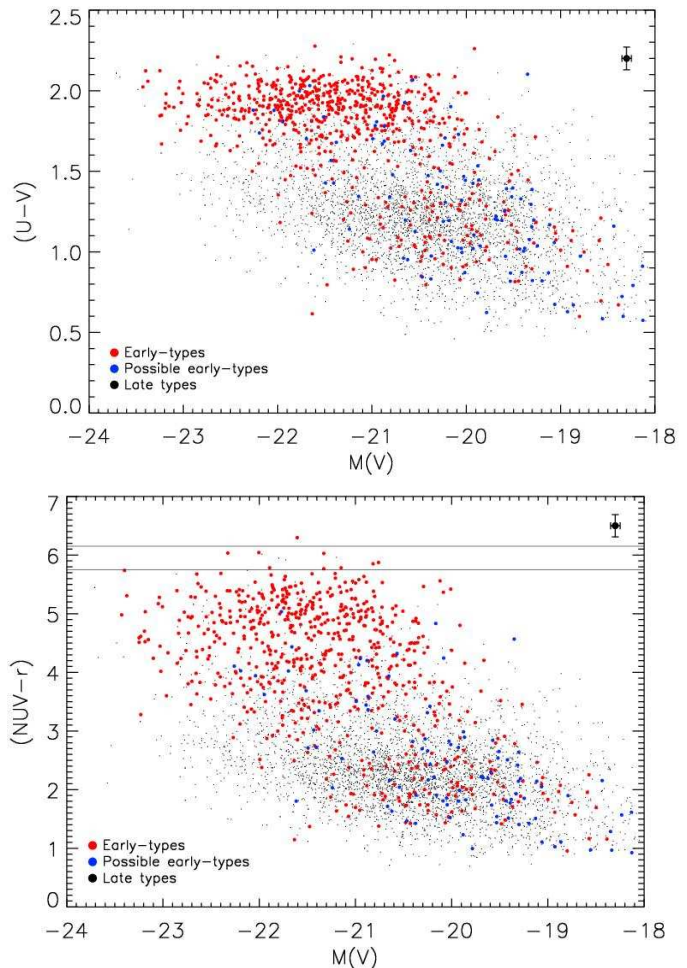 2.5
2.0
(U−V)
1.5
1.0
0.5
0.0
Early−types
Possible early−types
Late types
−24 −23 −22 −21 −20 −19 −18
M(V)
7
6
5
(NUV−r)
4
3
2
1
0
Early−types
Possible early−types
Late types
−24 −23 −22 −21 −20 −19 −18
M(V)